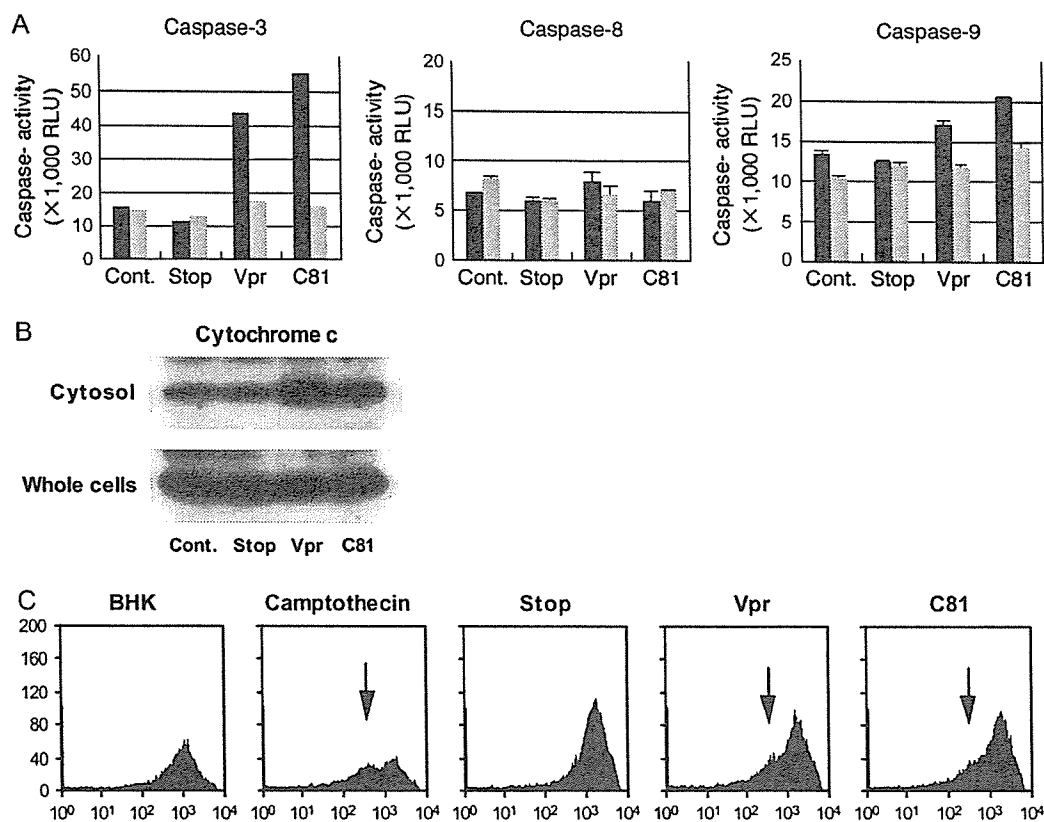 A
Caspase-3
Caspase-8
Caspase-9
Caspase- activity
(×1,000 RLU)
60
50
40
30
20
10
0
Cont. Stop Vpr C81
Caspase- activity
(×1,000 RLU)
20
15
10
5
0
Cont. Stop Vpr C81
Caspase- activity
(×1,000 RLU)
25
20
15
10
5
0
Cont. Stop Vpr C81
B
Cytochrome c
Cytosol
Whole cells
Cont. Stop Vpr C81
C
BHK
Camptothecin
Stop
Vpr
C81
200
160
120
80
40
0
10⁰ 10¹ 10² 10³ 10⁴
10⁰ 10¹ 10² 10³ 10⁴
10⁰ 10¹ 10² 10³ 10⁴
10⁰ 10¹ 10² 10³ 10⁴
10⁰ 10¹ 10² 10³ 10⁴